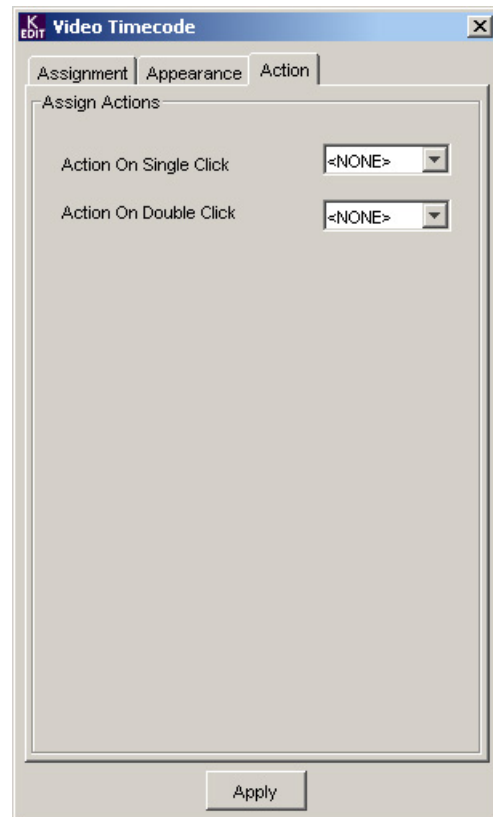 K EDIT Video Timecode
Assignment Appearance Action
Assign Actions
Action On Single Click <NONE>
Action On Double Click <NONE>
Apply